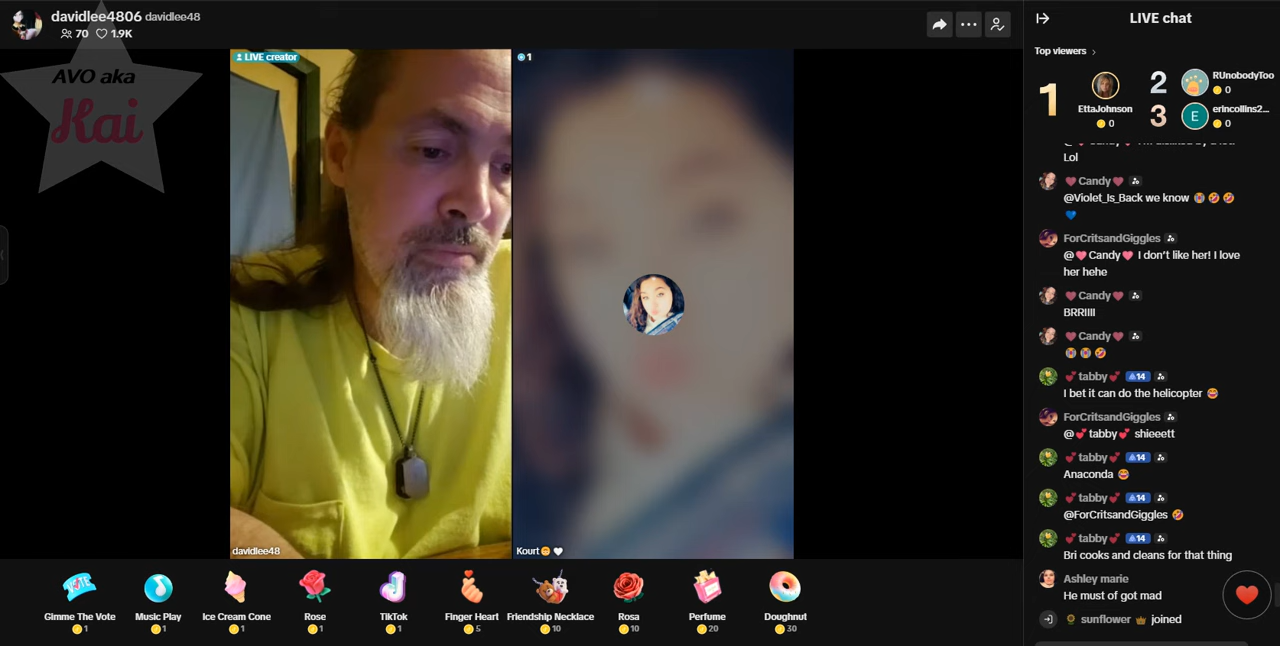 davidlee4806 davidlee48
70 1.9K
AVO aka
Kai
LIVE creator
1
davidlee48
Kourt
Gimme The Vote
1
Music Play
1
Ice Cream Cone
1
Rose
1
TikTok
1
Finger Heart
5
Friendship Necklace
10
Rosa
10
Perfume
20
Doughnut
30
LIVE chat
Top viewers
1
EttaJohnson
0
2
RUnobodyToo
0
3
E
erincollins2...
0
Lol
Candy
@Violet_Is_Back we know
ForCritsandGiggles
@❤Candy❤ I don't like her! I love
her hehe
Candy
BRRIIII
Candy
tabby 14
I bet it can do the helicopter
ForCritsandGiggles
@💕tabby💕 shieeett
tabby 14
Anaconda
tabby 14
@ForCritsandGiggles
tabby 14
Bri cooks and cleans for that thing
Ashley marie
He must of got mad
sunflower joined